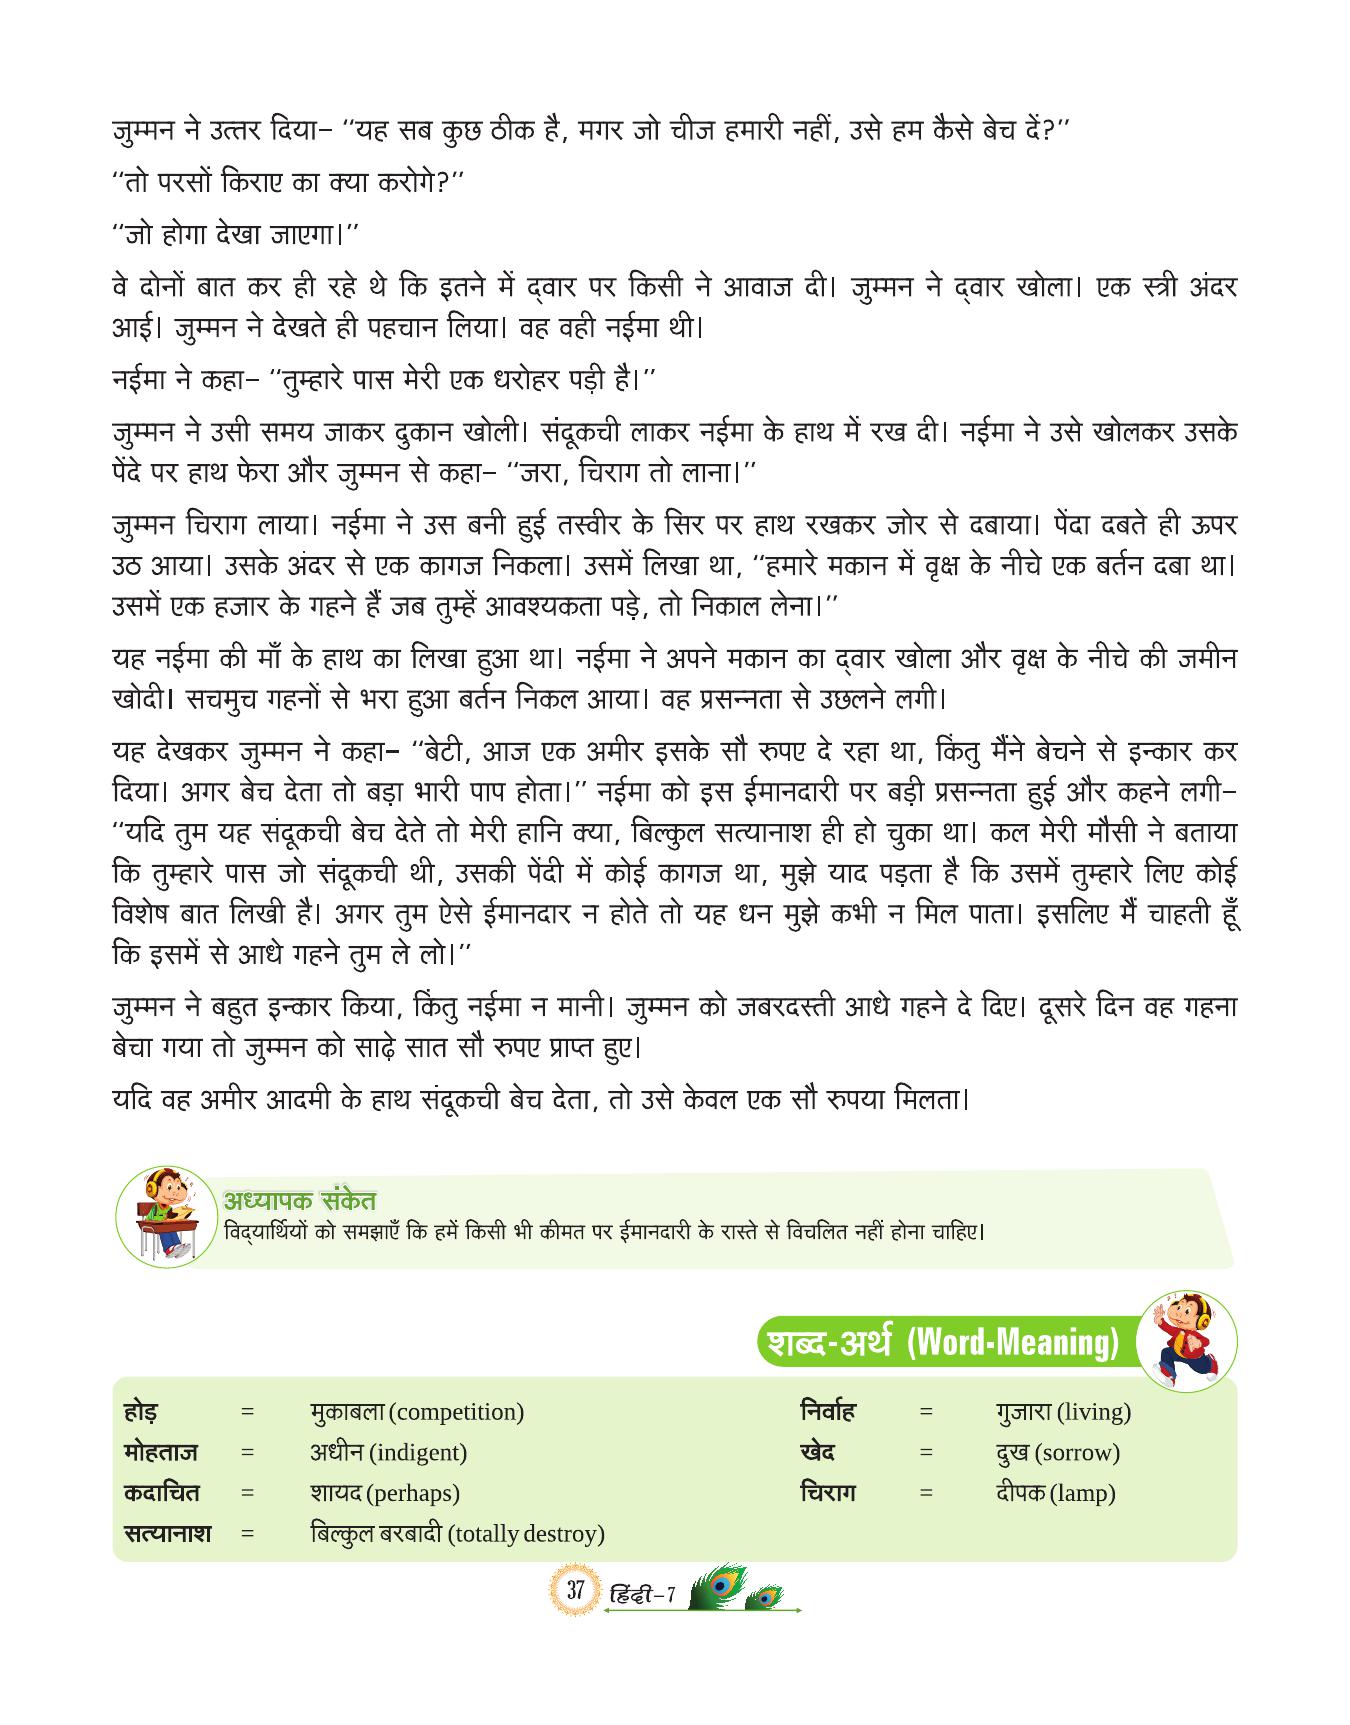 जुम्मन ने उत्तर दिया– ‘‘यह सब कुछ ठीक है, मगर जो चीज हमारी नहीं, उसे हम कैसे बेच दें?’’
‘‘तो परसों किराए का क्या करोगे?’’
‘‘जो होगा देखा जाएगा।’’
वे दोनों बात कर ही रहे थे कि इतने में द्‌वार पर किसी ने आवाज दी। जुम्मन ने द्‌वार खोला। एक स्त्री अंदर
आई। जुम्मन ने देखते ही पहचान लिया। वह वही नईमा थी।
नईमा ने कहा– ‘‘तुम्हारे पास मेरी एक धरोहर पड़ी है।’’
जुम्मन ने उसी समय जाकर दुकान खोली। संदूकची लाकर नईमा के हाथ में रख दी। नईमा ने उसे खोलकर उसके
पेंदे पर हाथ फेरा और जुम्मन से कहा– ‘‘जरा, चिराग तो लाना।’’
जुम्मन चिराग लाया। नईमा ने उस बनी हुई तस्वीर के सिर पर हाथ रखकर जोर से दबाया। पेंदा दबते ही ऊपर
उठ आया। उसके अंदर से एक कागज निकला। उसमें लिखा था, ‘‘हमारे मकान में वृक्ष के नीचे एक बर्तन दबा था।
उसमें एक हजार के गहने हैं जब तुम्हें आवश्यकता पड़े, तो निकाल लेना।’’
यह नईमा की माँ के हाथ का लिखा हुआ था। नईमा ने अपने मकान का द्‌वार खोला और वृक्ष के नीचे की जमीन
खोदी। सचमुच गहनों से भरा हुआ बर्तन निकल आया। वह प्रसन्नता से उछलने लगी।
यह देखकर जुम्मन ने कहा– ‘‘बेटी, आज एक अमीर इसके सौ रुपए दे रहा था, किंतु मैंने बेचने से इन्कार कर
दिया। अगर बेच देता तो बड़ा भारी पाप होता।’’ नईमा को इस ईमानदारी पर बड़ी प्रसन्नता हुई और कहने लगी–
‘‘यदि तुम यह संदूकची बेच देते तो मेरी हानि क्या, बिल्कुल सत्यानाश ही हो चुका था। कल मेरी मौसी ने बताया
कि तुम्हारे पास जो संदूकची थी, उसकी पेंदी में कोई कागज था, मुझे याद पड़ता है कि उसमें तुम्हारे लिए कोई
विशेष बात लिखी है। अगर तुम ऐसे ईमानदार न होते तो यह धन मुझे कभी न मिल पाता। इसलिए मैं चाहती हूँ
कि इसमें से आधे गहने तुम ले लो।’’
जुम्मन ने बहुत इन्कार किया, किंतु नईमा न मानी। जुम्मन को जबरदस्ती आधे गहने दे दिए। दूसरे दिन वह गहना
बेचा गया तो जुम्मन को साढ़े सात सौ रुपए प्राप्त हुए।
यदि वह अमीर आदमी के हाथ संदूकची बेच देता, तो उसे केवल एक सौ रुपया मिलता।
अध्यापक संकेत
विद्‌यार्थियों को समझाएँ कि हमें किसी भी कीमत पर ईमानदारी के रास्ते से विचलित नहीं होना चाहिए।
शब्द-अर्थ (Word-Meaning)
होड़ = मुकाबला (competition) निर्वाह = गुजारा (living)
मोहताज = अधीन (indigent) खेद = दुख (sorrow)
कदाचित = शायद (perhaps) चिराग = दीपक (lamp)
सत्यानाश = बिल्कुल बरबादी (totally destroy)
37 हिंदी–7